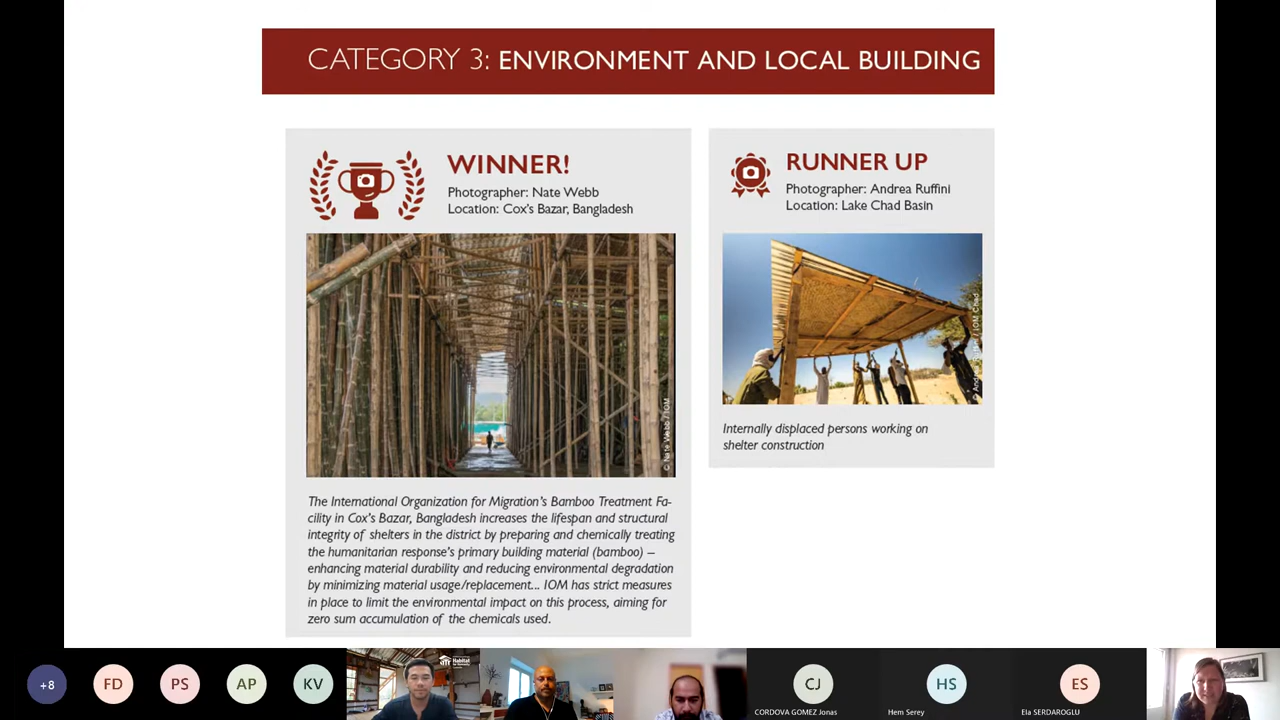 CATEGORY 3: ENVIRONMENT AND LOCAL BUILDING
WINNER!
Photographer: Nate Webb
Location: Cox's Bazar, Bangladesh
© Nate Webb / IOM
The International Organization for Migration's Bamboo Treatment Fa-
cility in Cox's Bazar, Bangladesh increases the lifespan and structural
integrity of shelters in the district by preparing and chemically treating
the humanitarian response's primary building material (bamboo) –
enhancing material durability and reducing environmental degradation
by minimizing material usage/replacement... IOM has strict measures
in place to limit the environmental impact on this process, aiming for
zero sum accumulation of the chemicals used.
RUNNER UP
Photographer: Andrea Ruffini
Location: Lake Chad Basin
Internally displaced persons working on
shelter construction
+8
FD
PS
AP
KV
Habitat
CJ
CORDOVA GOMEZ Jonas
HS
Hem Serey
ES
Ela SERDAROGLU